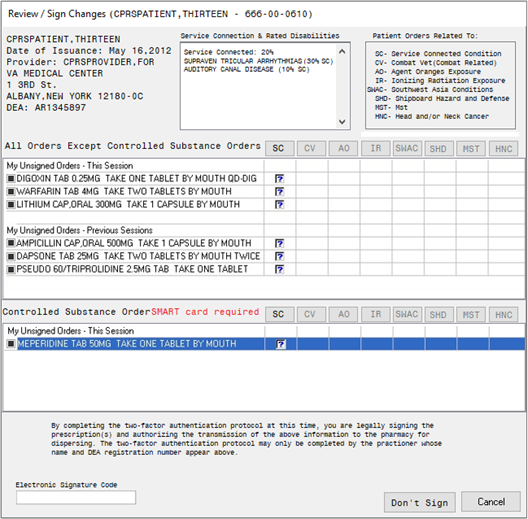 Review / Sign Changes (CPRSPATIENT,THIRTEEN - 666-00-0610)
CPRSPATIENT,THIRTEEN
Date of Issuance: May 16,2012
Provider: CPRSPROVIDER,FOR
VA MEDICAL CENTER
1 3RD St.
ALBANY,NEW YORK 12180-0C
DEA: AR1345897
Service Connection & Rated Disabilities
Service Connected: 20%
SUPRAVEN TRICULAR ARRHYTHMIAS(30% SC)
AUDITORY CANAL DISEASE (10% SC)
Patient Orders Related To:
SC- Service Connected Condition
CV- Combat Vet(Combat Related)
AO- Agent Oranges Exposure
IR- Ionizing Radtiation Exposure
SWAC- Southwest Asia Conditions
SHD- Shipboard Hazard and Defense
MST- Mst
HNC- Head and/or Neck Cancer
All Orders Except Controlled Substance Orders SC CV AO IR SWAC SHD MST HNC
My Unsigned Orders - This Session
DIGOXIN TAB 0.25MG TAKE ONE TABLET BY MOUTH QD-DIG ?
WARFARIN TAB 4MG TAKE TWO TABLETS BY MOUTH ?
LITHIUM CAP,ORAL 300MG TAKE 1 CAPSULE BY MOUTH ?
My Unsigned Orders - Previous Sessions
AMPICILLIN CAP,ORAL 500MG TAKE 1 CAPSULE BY MOUTH ?
DAPSONE TAB 25MG TAKE TWO TABLETS BY MOUTH TWICE ?
PSEUDO 60/TRIPROLIDINE 2.5MG TAB TAKE ONE TABLET ?
Controlled Substance OrderSMART card required SC CV AO IR SWAC SHD MST HNC
My Unsigned Orders - This Session
MEPERIDINE TAB 50MG TAKE ONE TABLET BY MOUTH ?
By completing the two-factor authentication protocol at this time, you are legally signing the
prescription(s) and authorizing the transmission of the above information to the pharmacy for
dispersing. The two-factor authentication protocol may only be completed by the practioner whose
name and DEA registration number appear above.
Electronic Signature Code
Don't Sign
Cancel